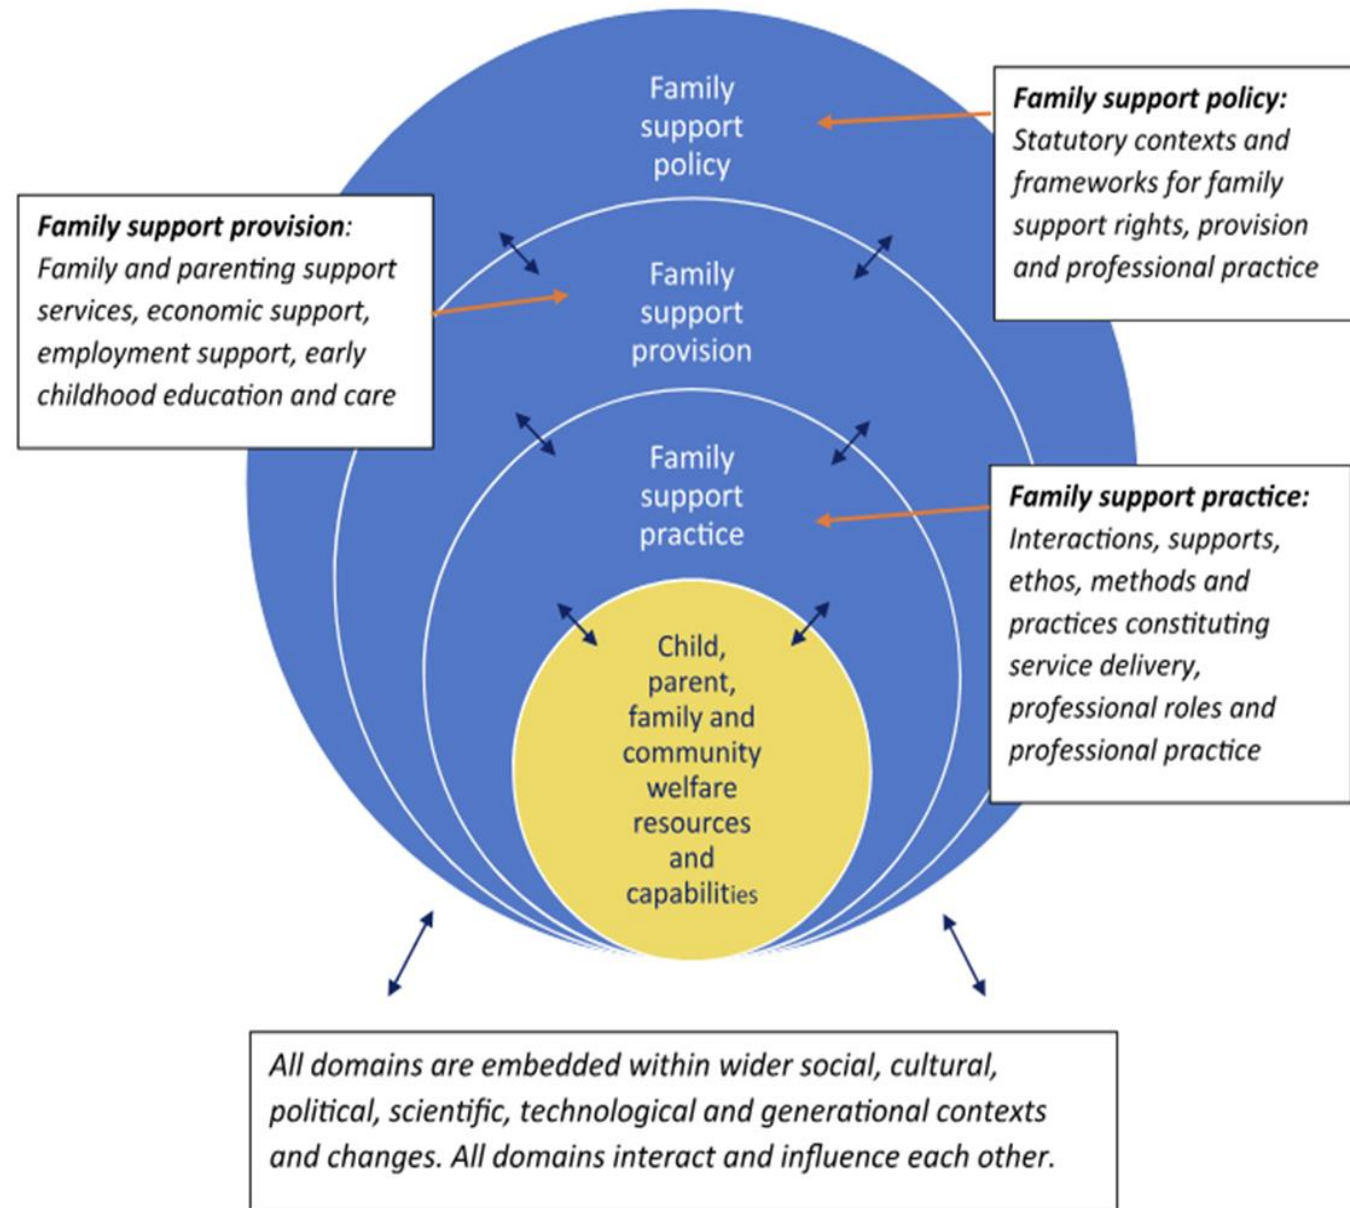 Family
support
policy
Family support policy:
Statutory contexts and
frameworks for family
support rights, provision
and professional practice
Family support provision:
Family and parenting support
services, economic support,
employment support, early
childhood education and care
Family
support
provision
Family
support
practice
Family support practice:
Interactions, supports,
ethos, methods and
practices constituting
service delivery,
professional roles and
professional practice
Child,
parent,
family and
community
welfare
resources
and
capabilities
All domains are embedded within wider social, cultural,
political, scientific, technological and generational contexts
and changes. All domains interact and influence each other.